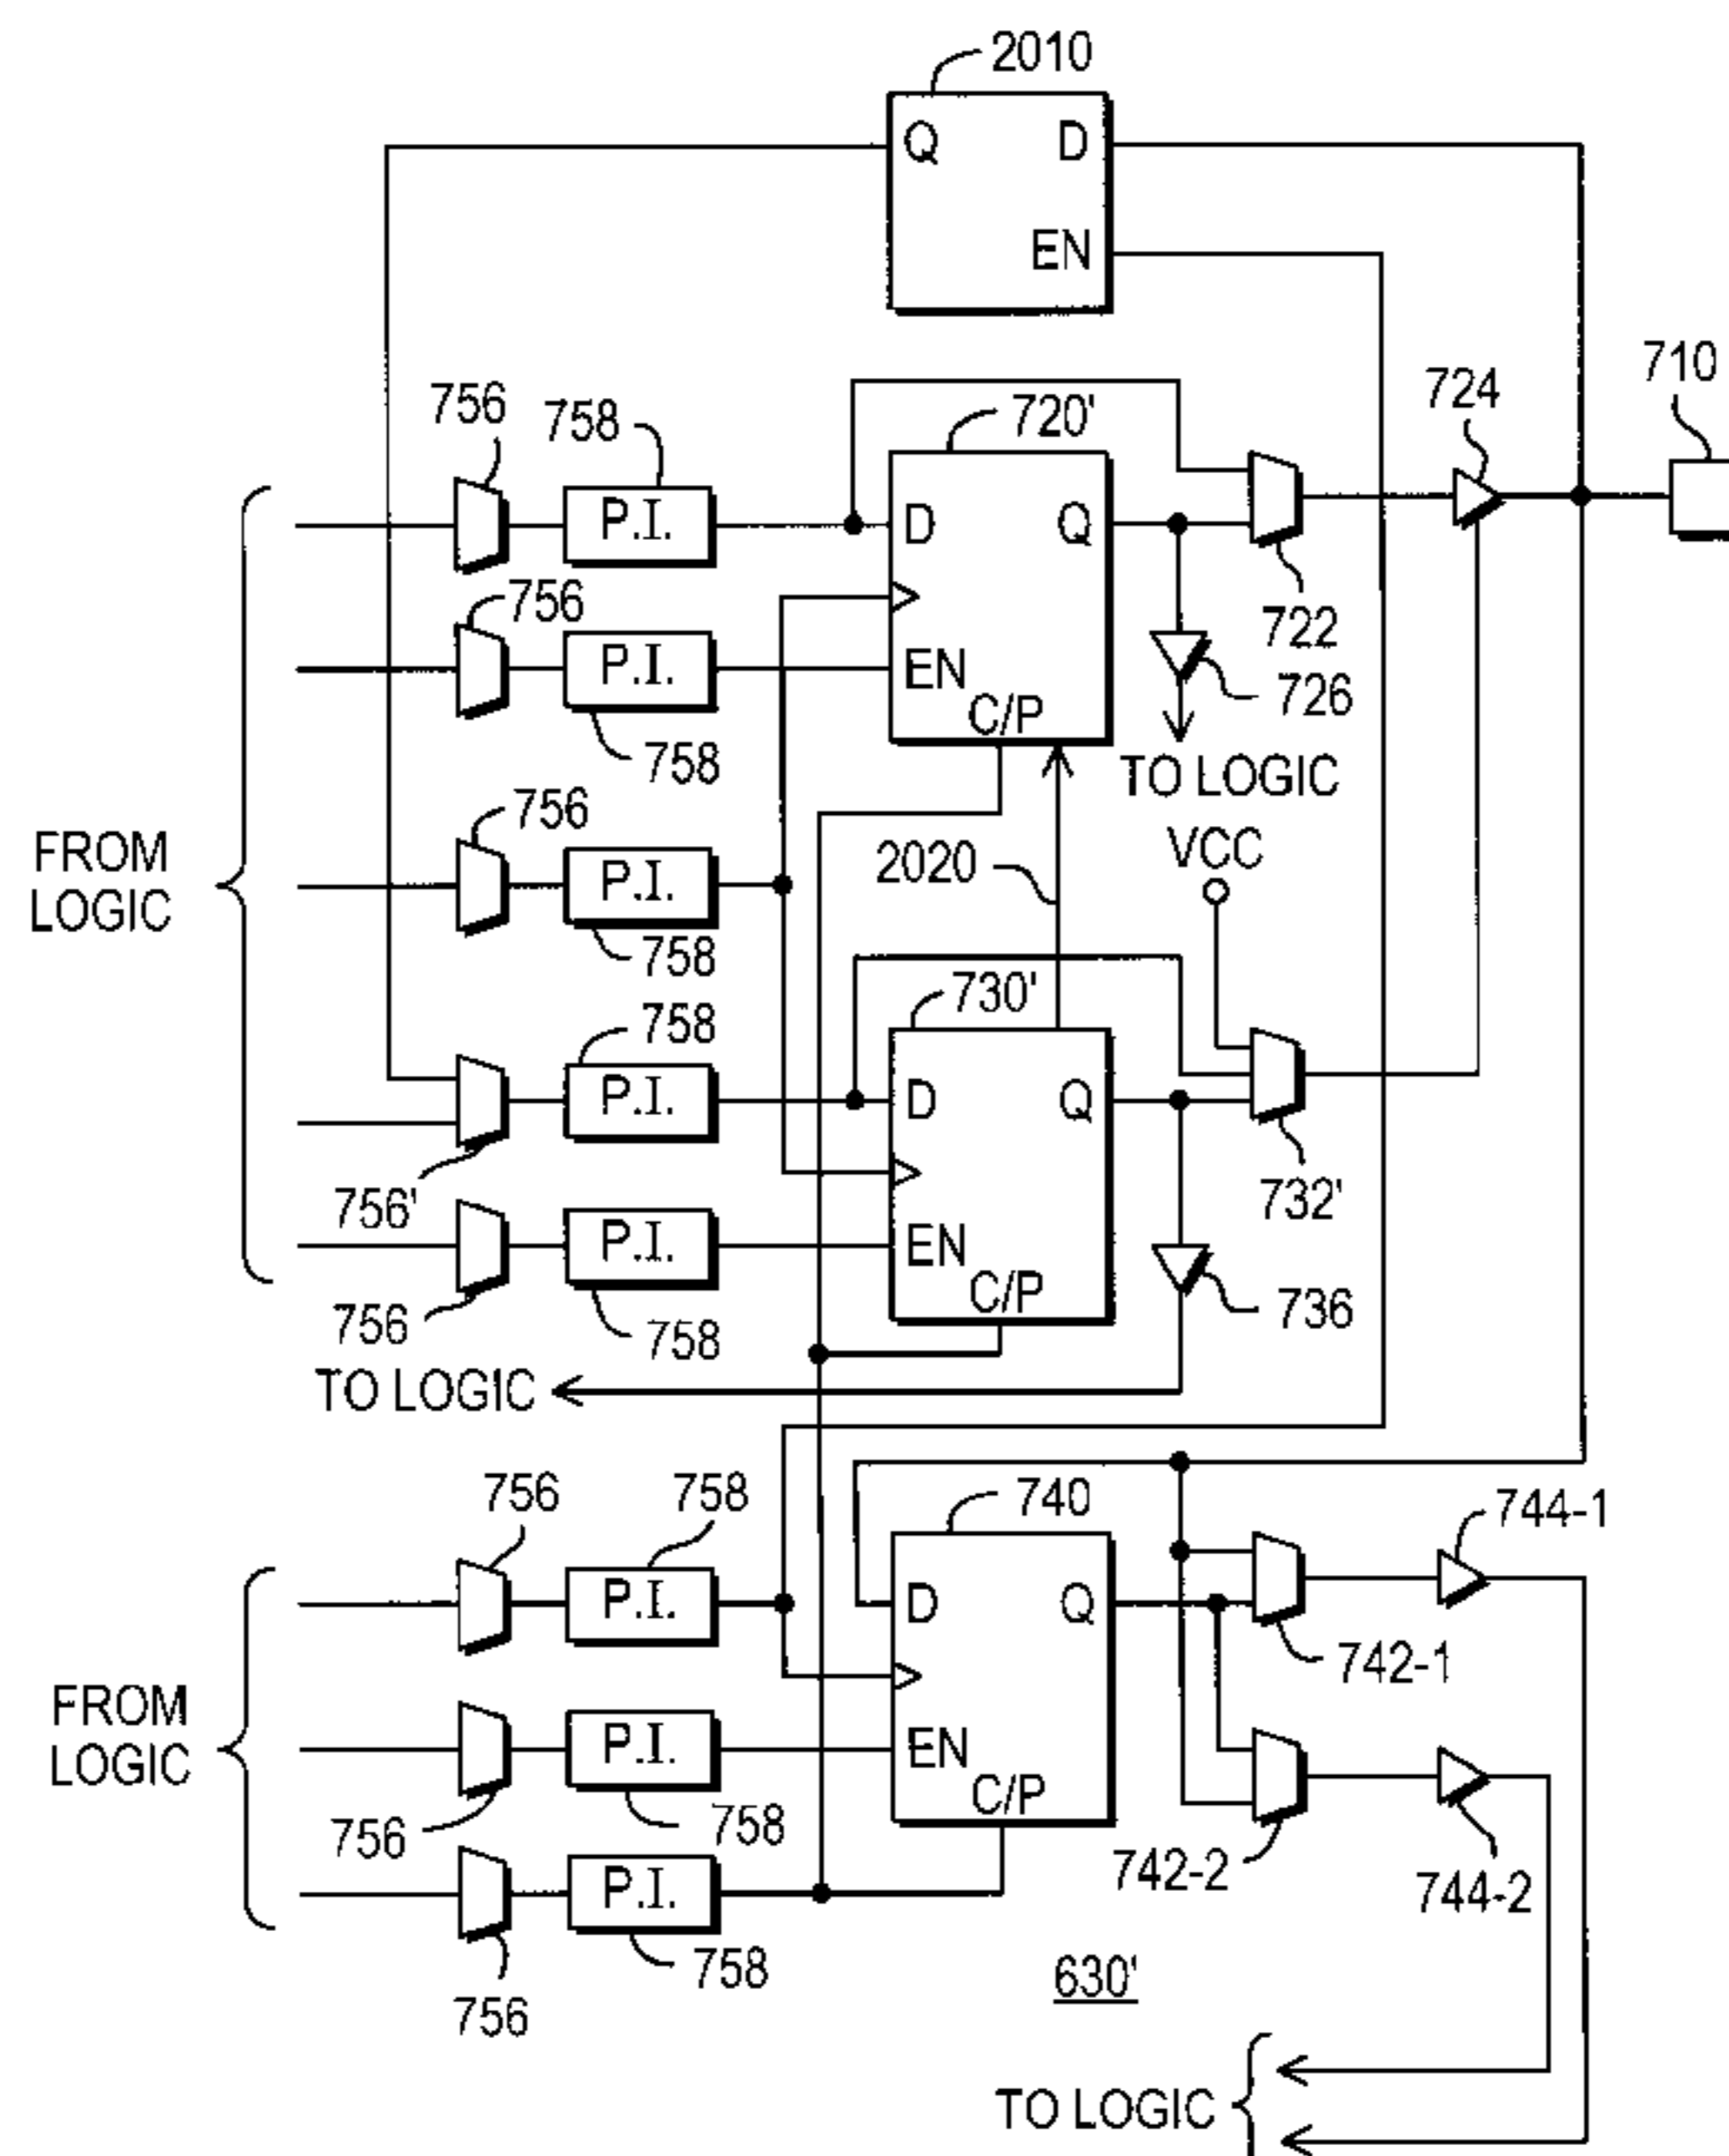 2010
Q D
EN
710
724
756 758 720'
P.I. D Q
756
722
P.I. EN
726
758 C/P
756 TO LOGIC
FROM
LOGIC
P.I. 2020 VCC
758
730'
758
P.I. D Q
756' 732'
P.I. EN
C/P 736
756 758
TO LOGIC
756 758 740 744-1
P.I. D Q
742-1
FROM
LOGIC
P.I. EN
C/P
756 758 742-2 744-2
P.I.
758 630'
756
TO LOGIC